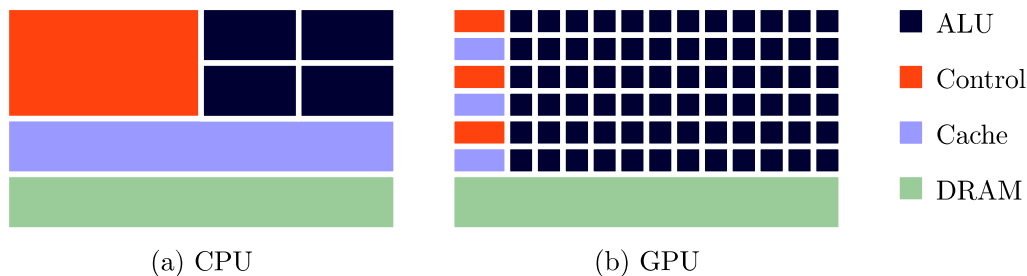 ALU
Control
Cache
DRAM
(a) CPU
(b) GPU